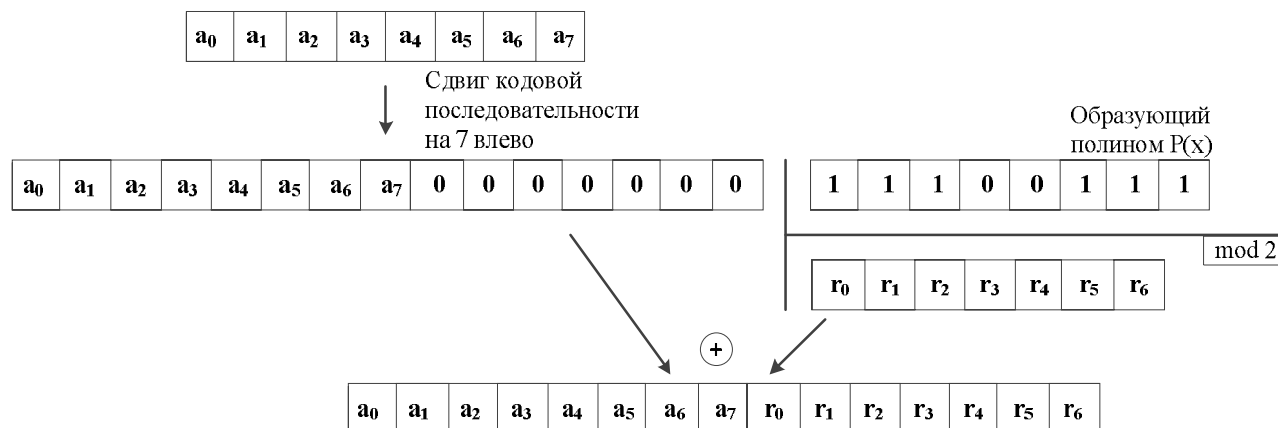 a0 a1 a2 a3 a4 a5 a6 a7
Сдвиг кодовой
последовательности
на 7 влево
Образующий
полином P(x)
a0 a1 a2 a3 a4 a5 a6 a7 0 0 0 0 0 0 0
1 1 1 0 0 1 1 1
mod 2
r0 r1 r2 r3 r4 r5 r6
+
a0 a1 a2 a3 a4 a5 a6 a7 r0 r1 r2 r3 r4 r5 r6